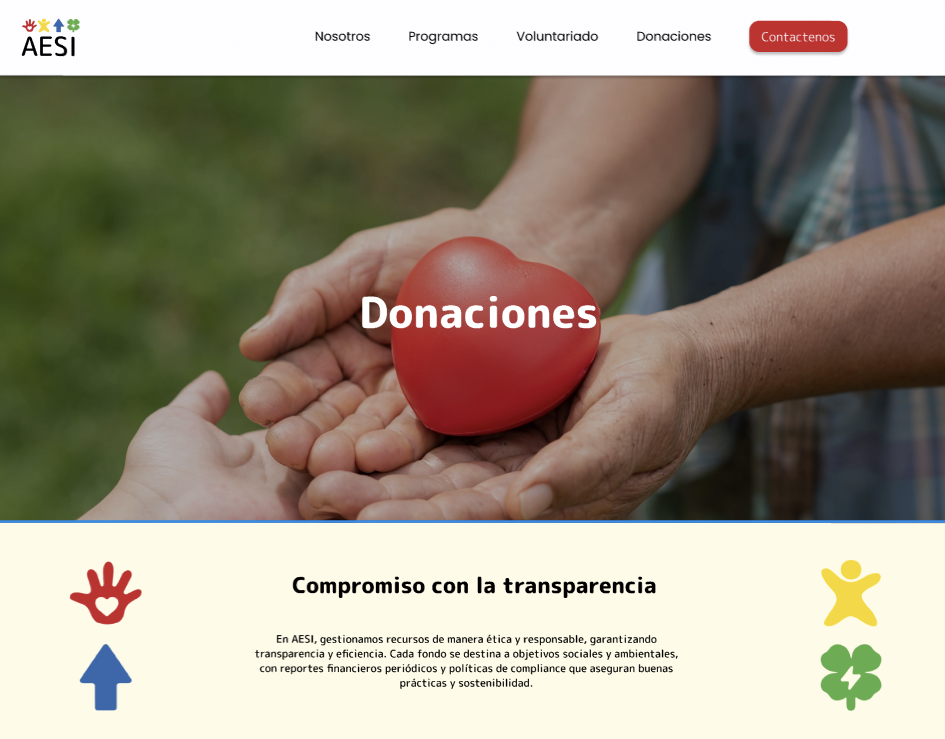 AESI
Nosotros Programas Voluntariado Donaciones Contactenos
Donaciones
Compromiso con la transparencia
En AESI, gestionamos recursos de manera ética y responsable, garantizando
transparencia y eficiencia. Cada fondo se destina a objetivos sociales y ambientales,
con reportes financieros periódicos y políticas de compliance que aseguran buenas
prácticas y sostenibilidad.